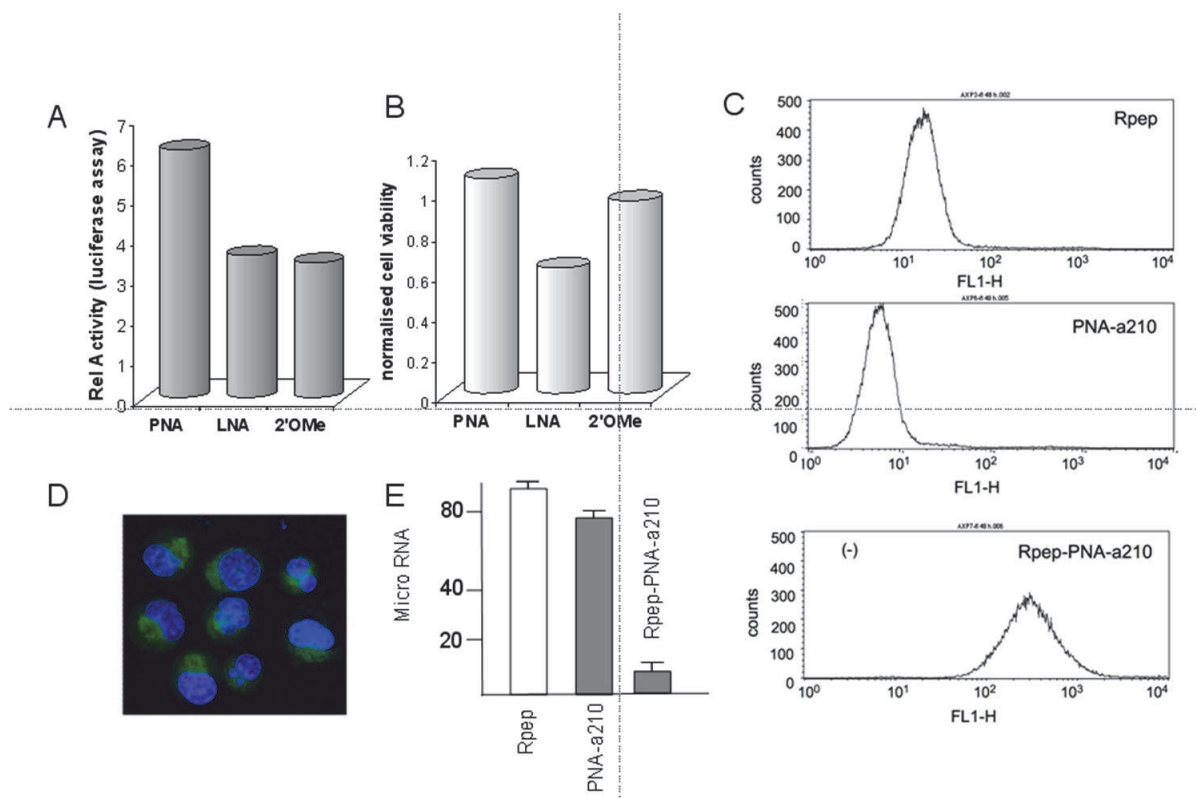 A
Rel Activity (luciferase assay)
7
6
5
4
3
2
1
0
PNA LNA 2'OMe
B
normalised cell viability
1.2
1
0.8
0.6
0.4
0.2
0
PNA LNA 2'OMe
C
Rpep
counts
500
400
300
200
100
0
10^0 10^1 10^2 10^3 10^4
FL1-H
PNA-a210
counts
500
400
300
200
100
0
10^0 10^1 10^2 10^3 10^4
FL1-H
(-) Rpep-PNA-a210
counts
500
400
300
200
100
0
10^0 10^1 10^2 10^3 10^4
FL1-H
D
E
Micro RNA
80
40
20
Rpep
PNA-a210
Rpep-PNA-a210